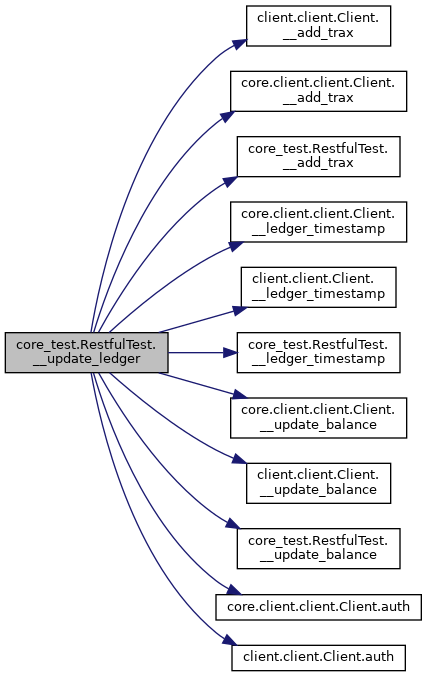 client.client.Client.
__add_trax
core.client.client.Client.
__add_trax
core_test.RestfulTest.
__add_trax
core.client.client.Client.
__ledger_timestamp
client.client.Client.
__ledger_timestamp
core_test.RestfulTest.
__update_ledger
core_test.RestfulTest.
__ledger_timestamp
core.client.client.Client.
__update_balance
client.client.Client.
__update_balance
core_test.RestfulTest.
__update_balance
core.client.client.Client.auth
client.client.Client.auth